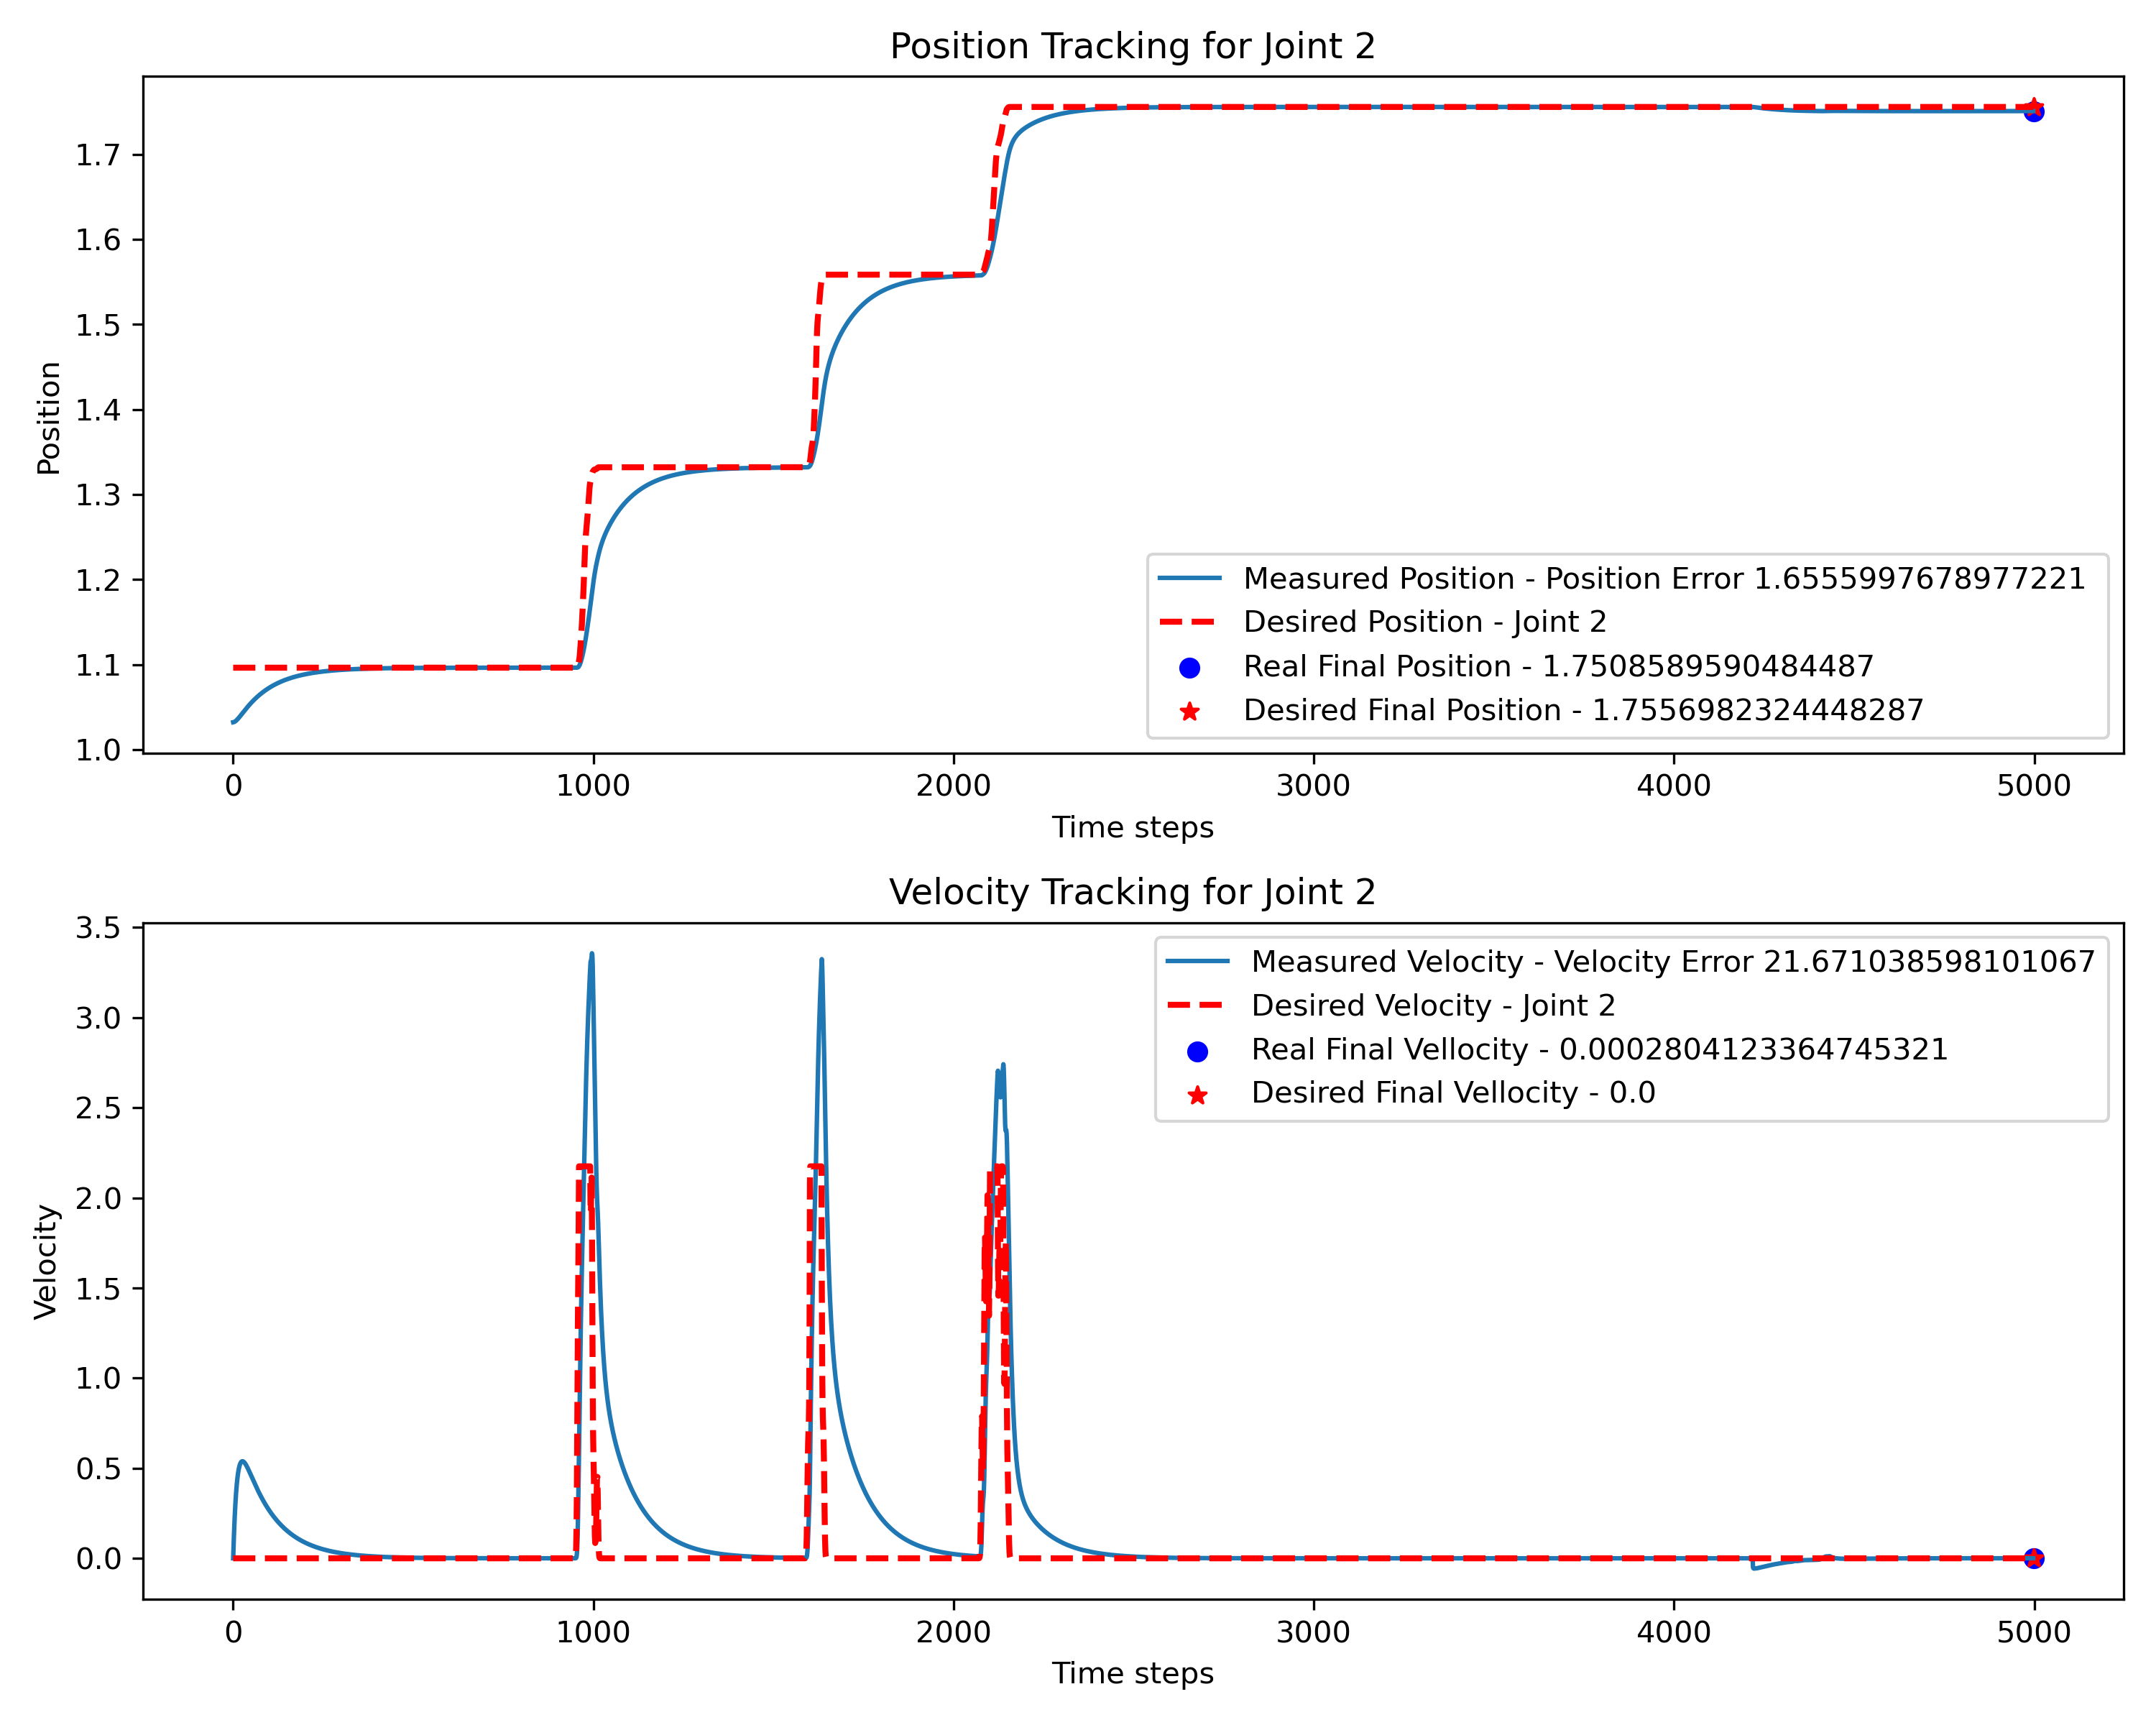 Position Tracking for Joint 2
Position
1.7
1.6
1.5
1.4
1.3
1.2
1.1
1.0
Measured Position - Position Error 1.6555997678977221
Desired Position - Joint 2
Real Final Position - 1.7508589590484487
Desired Final Position - 1.7556982324448287
0 1000 2000 3000 4000 5000
Time steps
Velocity Tracking for Joint 2
Velocity
3.5
3.0
2.5
2.0
1.5
1.0
0.5
0.0
Measured Velocity - Velocity Error 21.671038598101067
Desired Velocity - Joint 2
Real Final Vellocity - 0.0002804123364745321
Desired Final Vellocity - 0.0
0 1000 2000 3000 4000 5000
Time steps